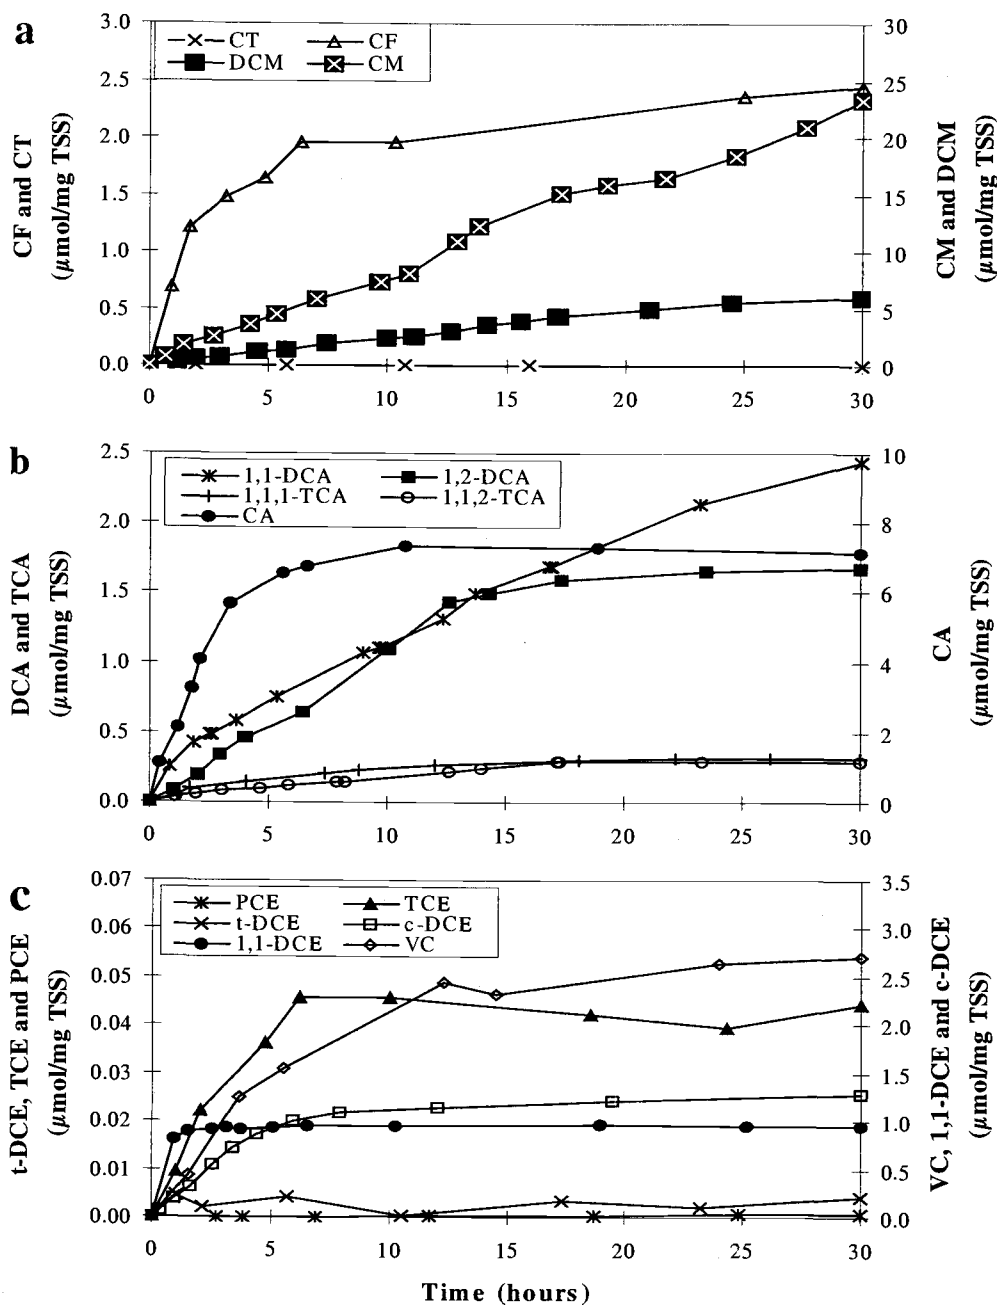 a
CT CF
DCM CM
3.0
2.5
2.0
1.5
1.0
0.5
0.0
CF and CT
(µmol/mg TSS)
30
25
20
15
10
5
0
CM and DCM
(µmol/mg TSS)
0 5 10 15 20 25 30
b
1,1-DCA 1,2-DCA
1,1,1-TCA 1,1,2-TCA
CA
2.5
2.0
1.5
1.0
0.5
0.0
DCA and TCA
(µmol/mg TSS)
10
8
6
4
2
0
CA
(µmol/mg TSS)
0 5 10 15 20 25 30
c
PCE TCE
t-DCE c-DCE
1,1-DCE VC
0.07
0.06
0.05
0.04
0.03
0.02
0.01
0.00
t-DCE, TCE and PCE
(µmol/mg TSS)
3.5
3.0
2.5
2.0
1.5
1.0
0.5
0.0
VC, 1,1-DCE and c-DCE
(µmol/mg TSS)
0 5 10 15 20 25 30
Time (hours)